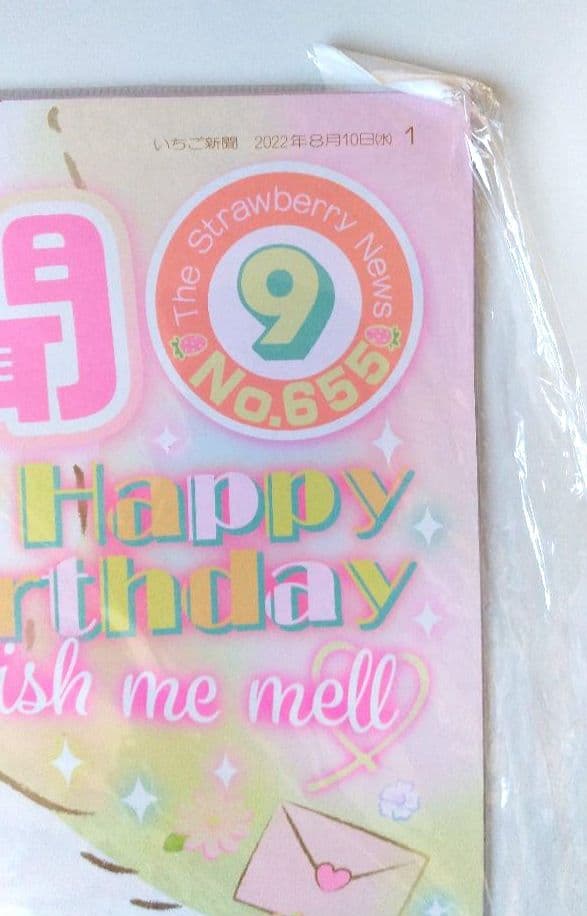 いちご新聞 2022年8月10日(水) 1
聞
The Strawberry News
9
No.655
Happy
rthday
ish me mell